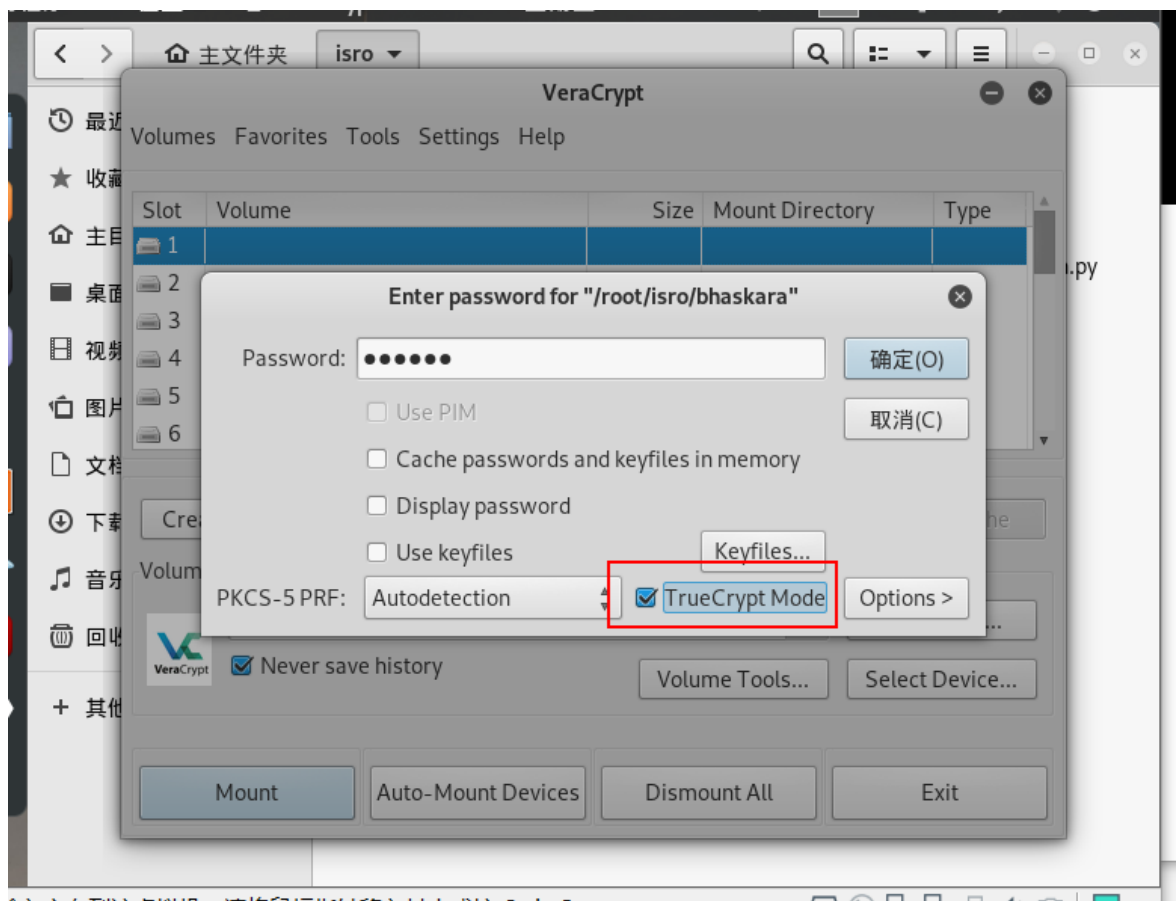 主文件夹 isro
VeraCrypt
最近
Volumes Favorites Tools Settings Help
收藏
Slot Volume Size Mount Directory Type
主目
1
.py
2
桌面
Enter password for "/root/isro/bhaskara"
3
视频
4
Password: ●●●●●● 确定(O)
5
图片
Use PIM
取消(C)
6
文档
Cache passwords and keyfiles in memory
Display password
下载
Use keyfiles Keyfiles...
音乐
PKCS-5 PRF: Autodetection TrueCrypt Mode Options >
回收
VeraCrypt
Never save history
Volume Tools... Select Device...
+ 其他
Mount Auto-Mount Devices Dismount All Exit